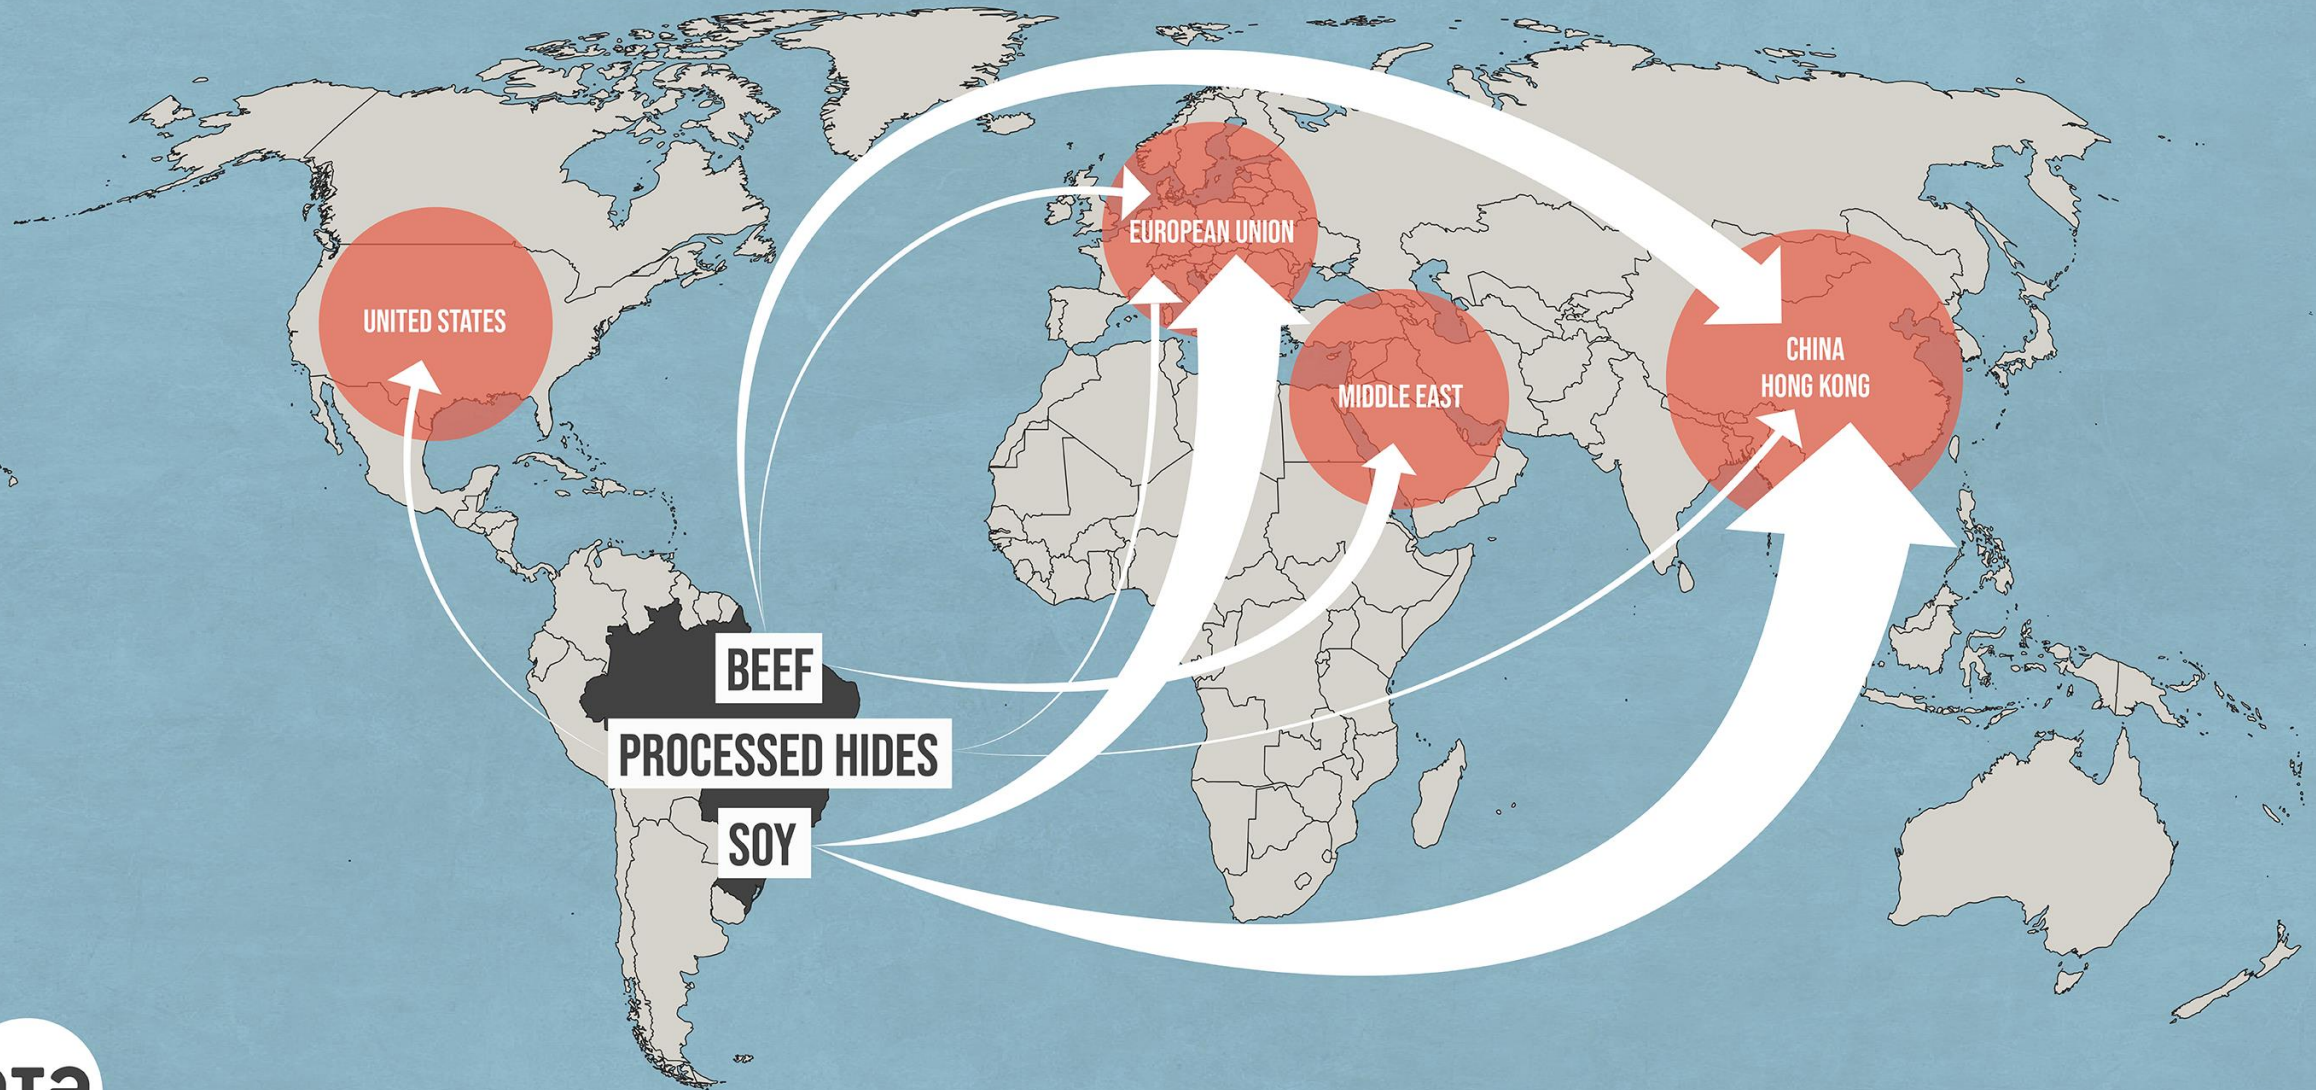 UNITED STATES
EUROPEAN UNION
MIDDLE EAST
CHINA
HONG KONG
BEEF
PROCESSED HIDES
SOY